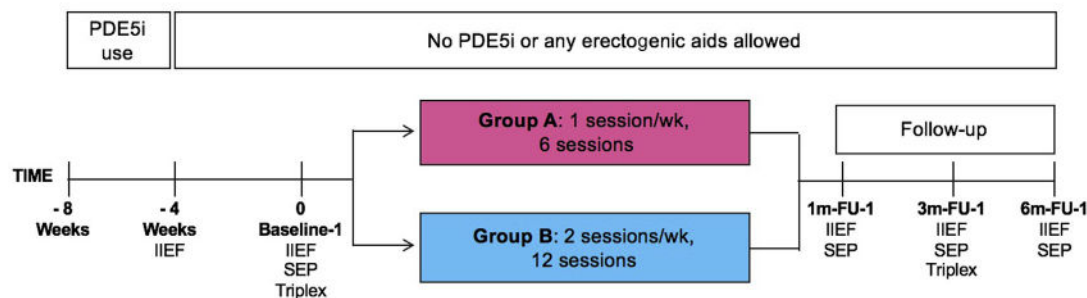 PDE5i
use
No PDE5i or any erectogenic aids allowed
Group A: 1 session/wk,
6 sessions
Follow-up
TIME
- 8
Weeks
- 4
Weeks
IIEF
0
Baseline-1
IIEF
SEP
Triplex
Group B: 2 sessions/wk,
12 sessions
1m-FU-1
IIEF
SEP
3m-FU-1
IIEF
SEP
Triplex
6m-FU-1
IIEF
SEP